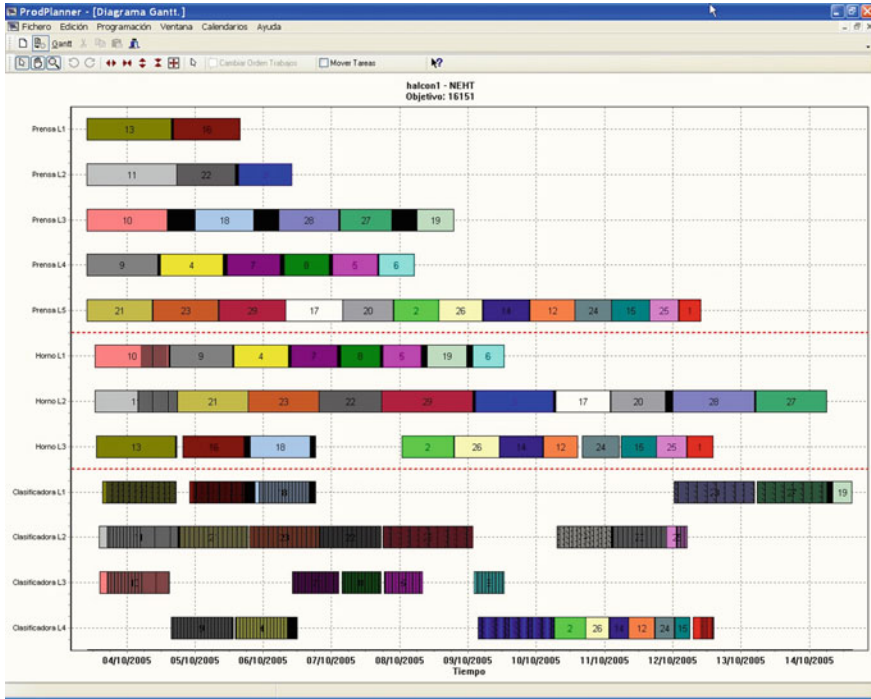 ProdPlanner - [Diagrama Gantt.]
Fichero Edición Programación Ventana Calendarios Ayuda
Gantt
Cambiar Orden Trabajos Mover Tareas
halcon1 - NEHT
Objetivo: 16151
Prensa L1 13 16
Prensa L2 11 22
Prensa L3 10 18 28 27 19
Prensa L4 9 4 7 8 5 6
Prensa L5 21 23 29 17 20 2 26 14 12 24 15 25 1
Horno L1 10 9 4 7 8 5 19 6
Horno L2 21 23 22 29 17 20 28 27
Horno L3 13 16 18 2 26 14 12 24 15 25 1
Clasificadora L1 27 19
Clasificadora L2
Clasificadora L3
Clasificadora L4 9 4 2 26 14 12 24 15
04/10/2005 05/10/2005 06/10/2005 07/10/2005 08/10/2005 09/10/2005 10/10/2005 11/10/2005 12/10/2005 13/10/2005 14/10/2005
Tiempo